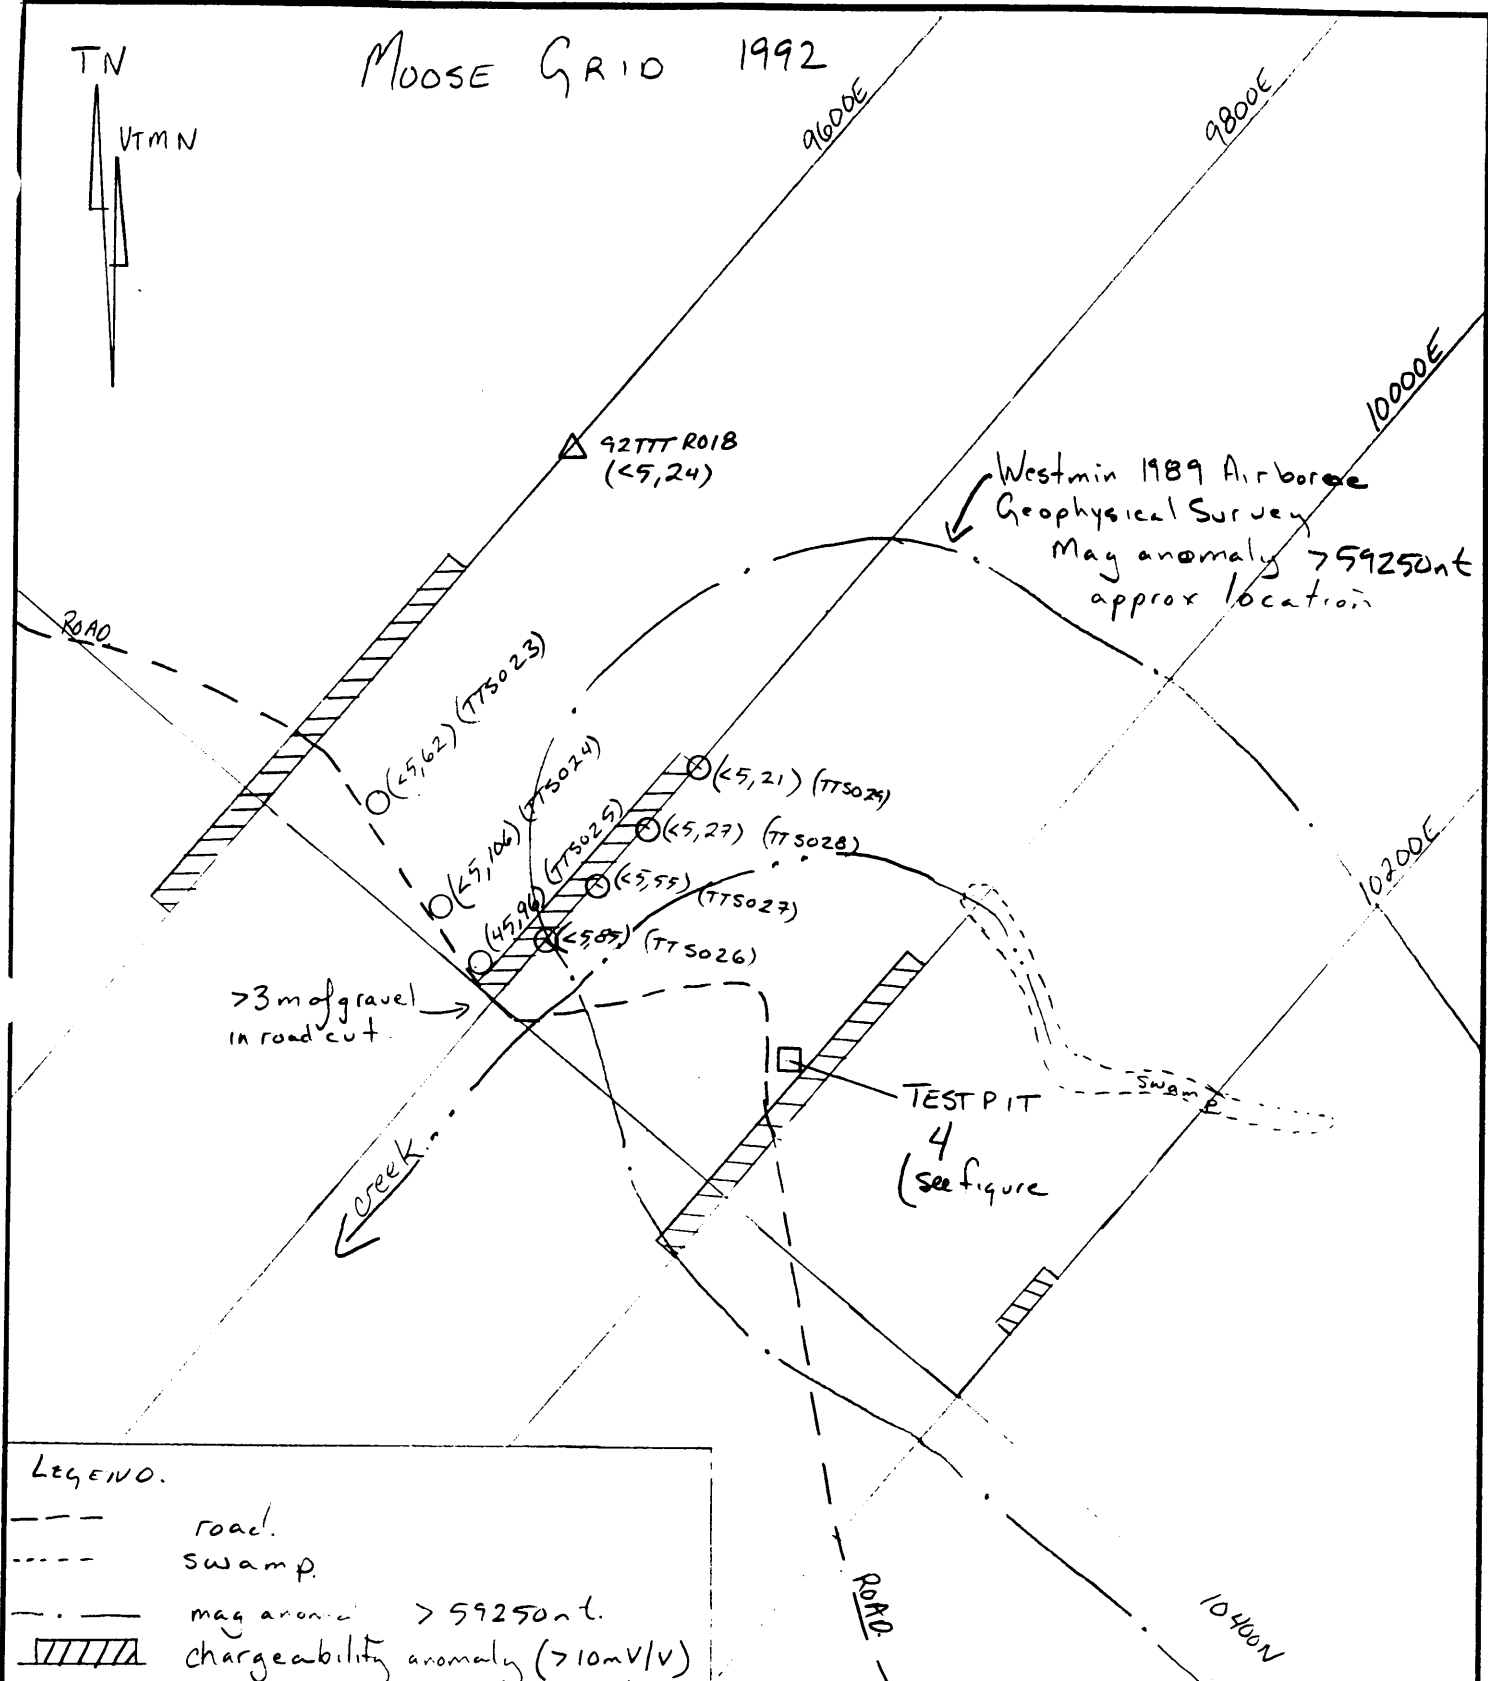 MOOSE GRID 1992
TN
UTMN
9600E
9800E
10000E
92TTT R018
(<5,24)
Westmin 1989 Airborne
Geophysical Survey
Mag anomaly >59250nt
approx location
ROAD
(<5,62) (TTS023)
(<5,106) (TTS024)
(45,96) (TTS025)
(<5,21) (TTS029)
(<5,27) (TTS028)
(<5,55) (TTS027)
(<5,85) (TTS026)
10200E
>3m of gravel
in road cut
TEST PIT
4
(see figure
swamp
creek
LEGEND.
road.
swamp.
mag > 59250nt.
chargeability anomaly (>10mV/V)
ROAD
10400N